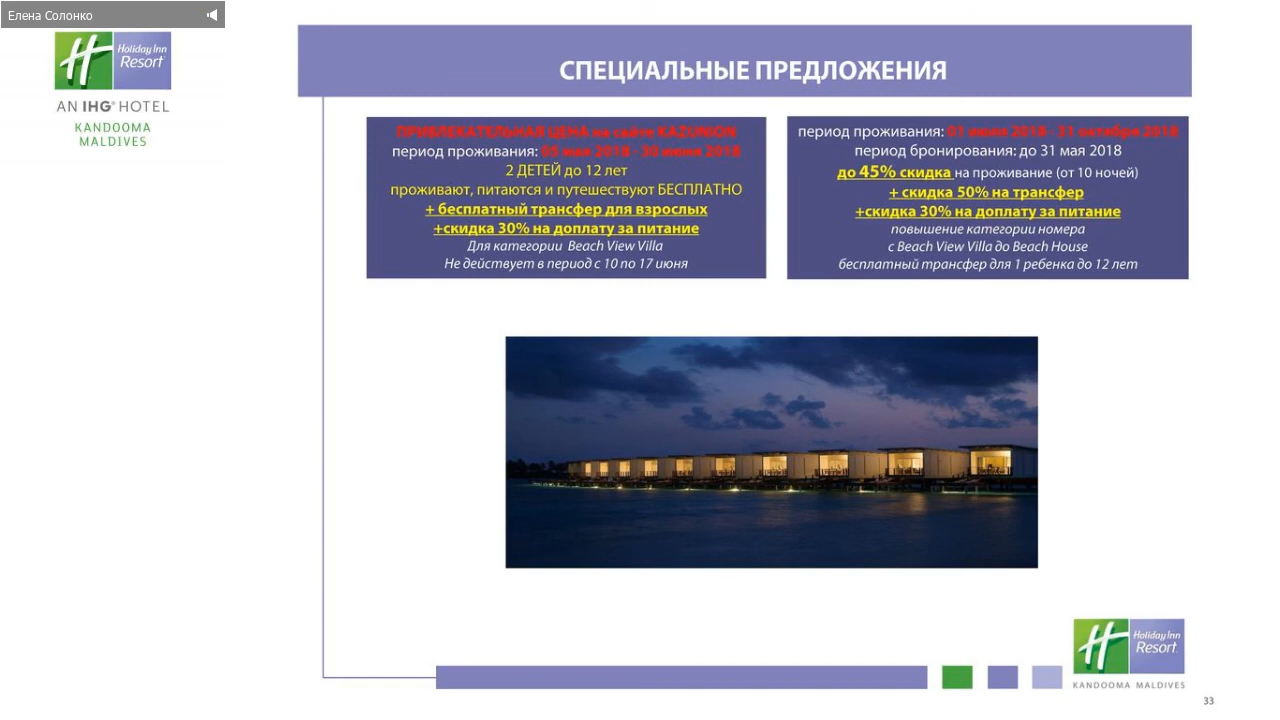 Елена Солонко
Holiday Inn
Resort
AN IHG® HOTEL
KANDOOMA
MALDIVES
СПЕЦИАЛЬНЫЕ ПРЕДЛОЖЕНИЯ
ПРИВЛЕКАТЕЛЬНАЯ ЦЕНА на сайте KAZUNION
период проживания: 05 мая 2018 - 30 июня 2018
2 ДЕТЕЙ до 12 лет
проживают, питаются и путешествуют БЕСПЛАТНО
+ бесплатный трансфер для взрослых
+скидка 30% на доплату за питание
Для категории Beach View Villa
Не действует в период с 10 по 17 июня
период проживания: 01 июня 2018 - 31 октября 2018
период бронирования: до 31 мая 2018
до 45% скидка на проживание (от 10 ночей)
+ скидка 50% на трансфер
+скидка 30% на доплату за питание
повышение категории номера
с Beach View Villa до Beach House
бесплатный трансфер для 1 ребенка до 12 лет
Holiday Inn
Resort
KANDOOMA MALDIVES
33